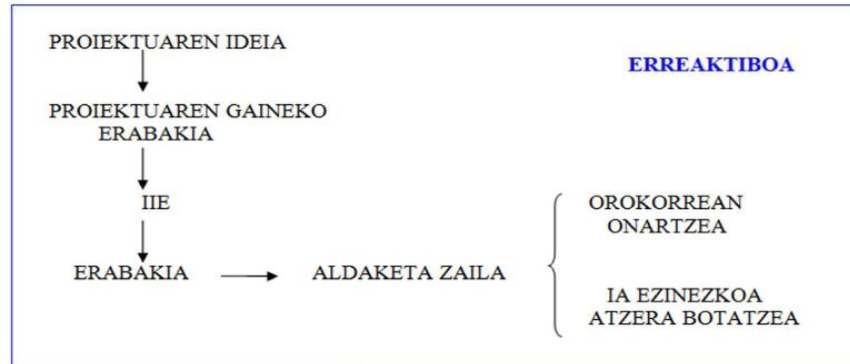 PROIEKTUAREN IDEIA
ERREAKTIBOA
PROIEKTUAREN GAINEKO
ERABAKIA
IIE
ERABAKIA
ALDAKETA ZAILA
OROKORREAN
ONARTZEA
IA EZINEZKOA
ATZERA BOTATZEA